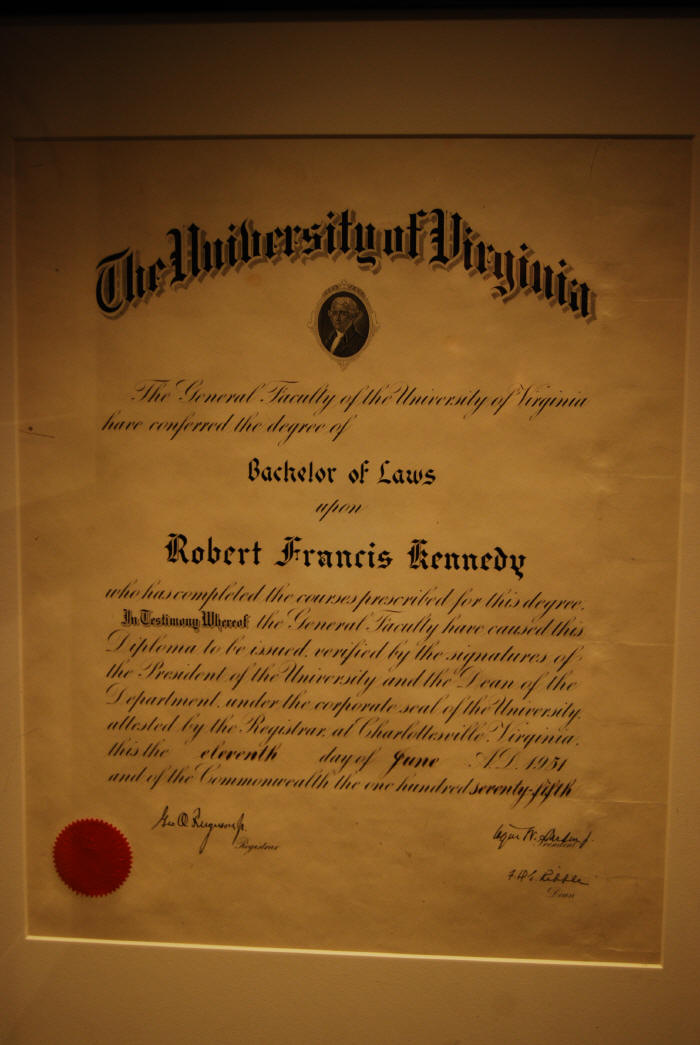 The University of Virginia
The General Faculty of the University of Virginia
have conferred the degree of
Bachelor of Laws
upon
Robert Francis Kennedy
who has completed the courses prescribed for this degree.
In Testimony Whereof the General Faculty have caused this
Diploma to be issued, verified by the signatures of
the President of the University and the Dean of the
Department, under the corporate seal of the University,
attested by the Registrar, at Charlottesville, Virginia,
this the eleventh day of June A.D. 1951
and of the Commonwealth the one hundred seventy-fifth
Geo O. Ferguson Jr.
Registrar
President
F.D.G. Ribble
Dean